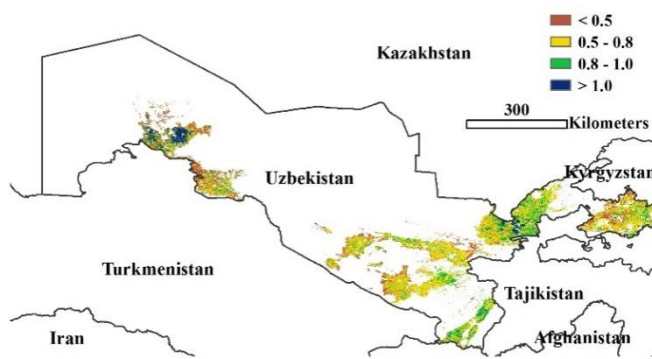 < 0.5
0.5 - 0.8
0.8 - 1.0
> 1.0
Kazakhstan
300
Kilometers
Uzbekistan
Kyrgyzstan
Turkmenistan
Tajikistan
Iran
Afghanistan